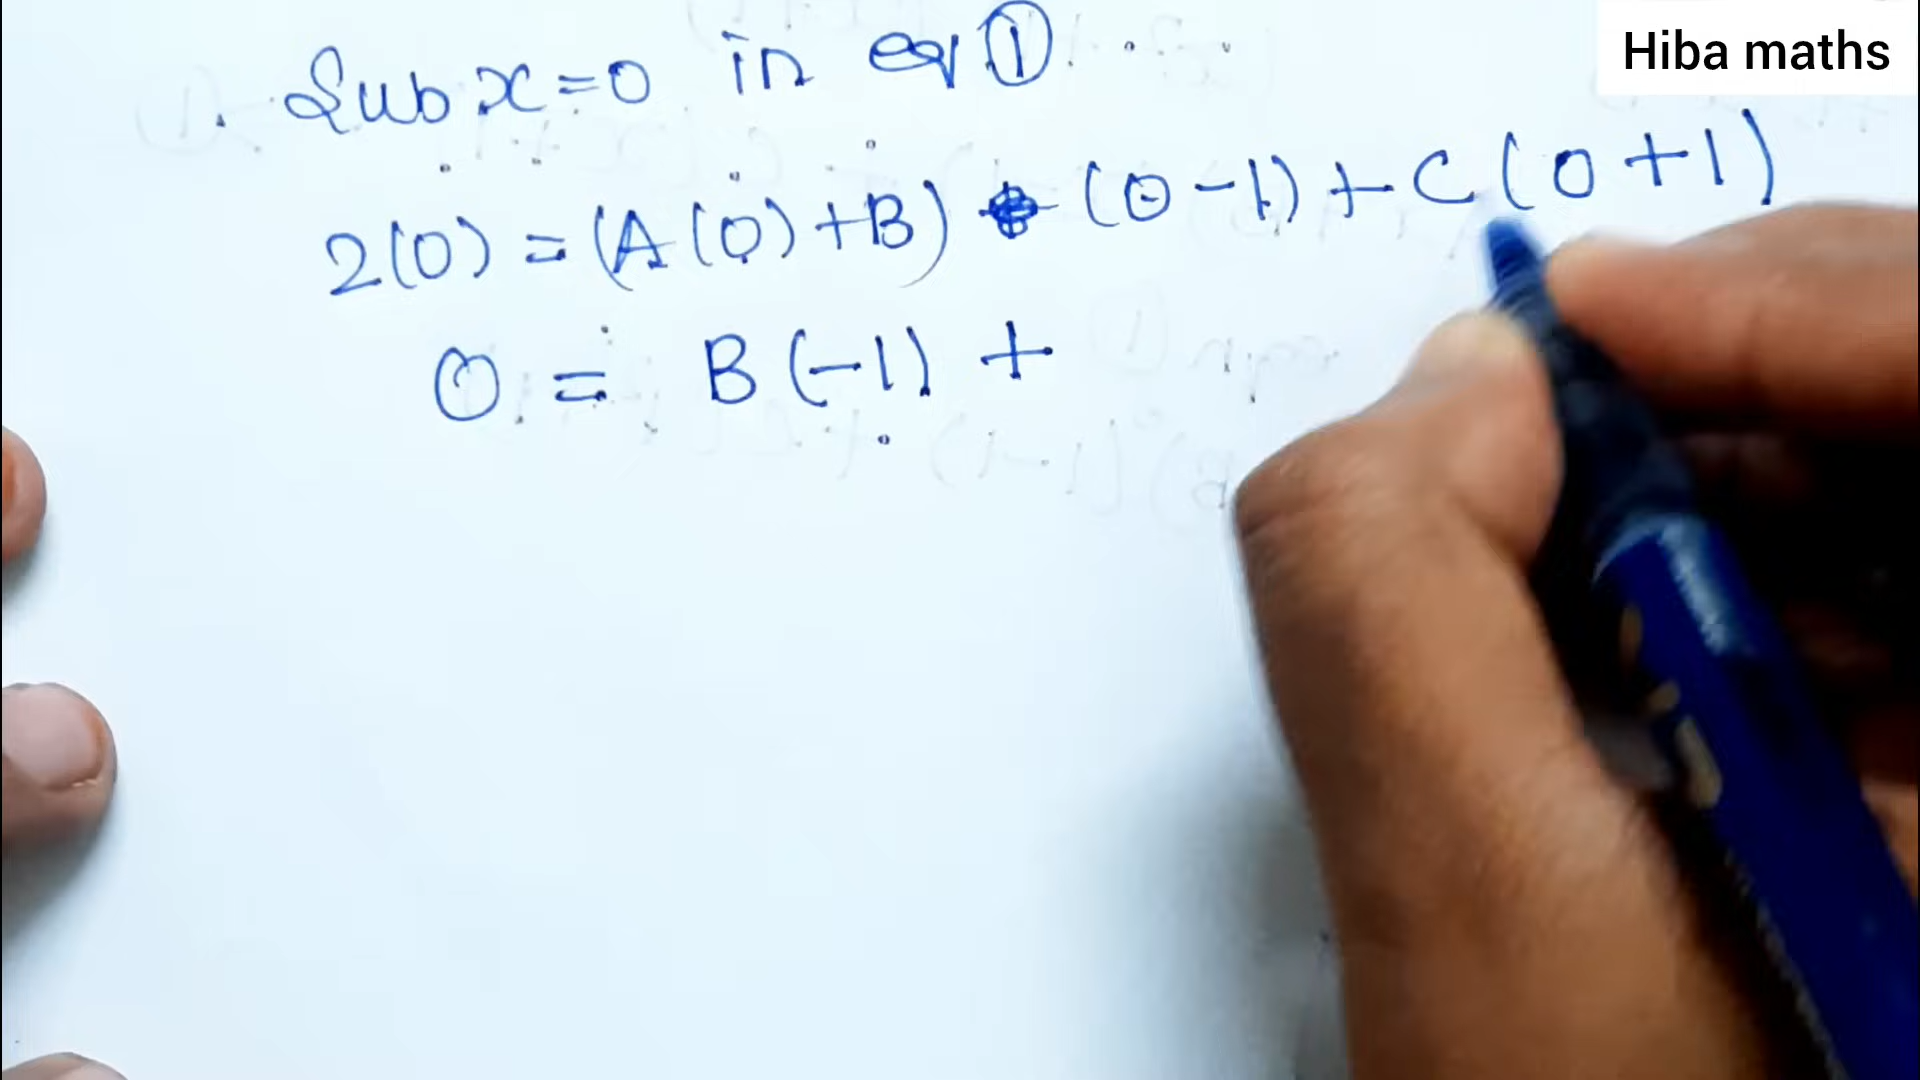 Hiba maths
Sub x=0 in eq ①
2(0) = (A(0)+B) (0-1)+C(0+1)
0 = B(-1) +